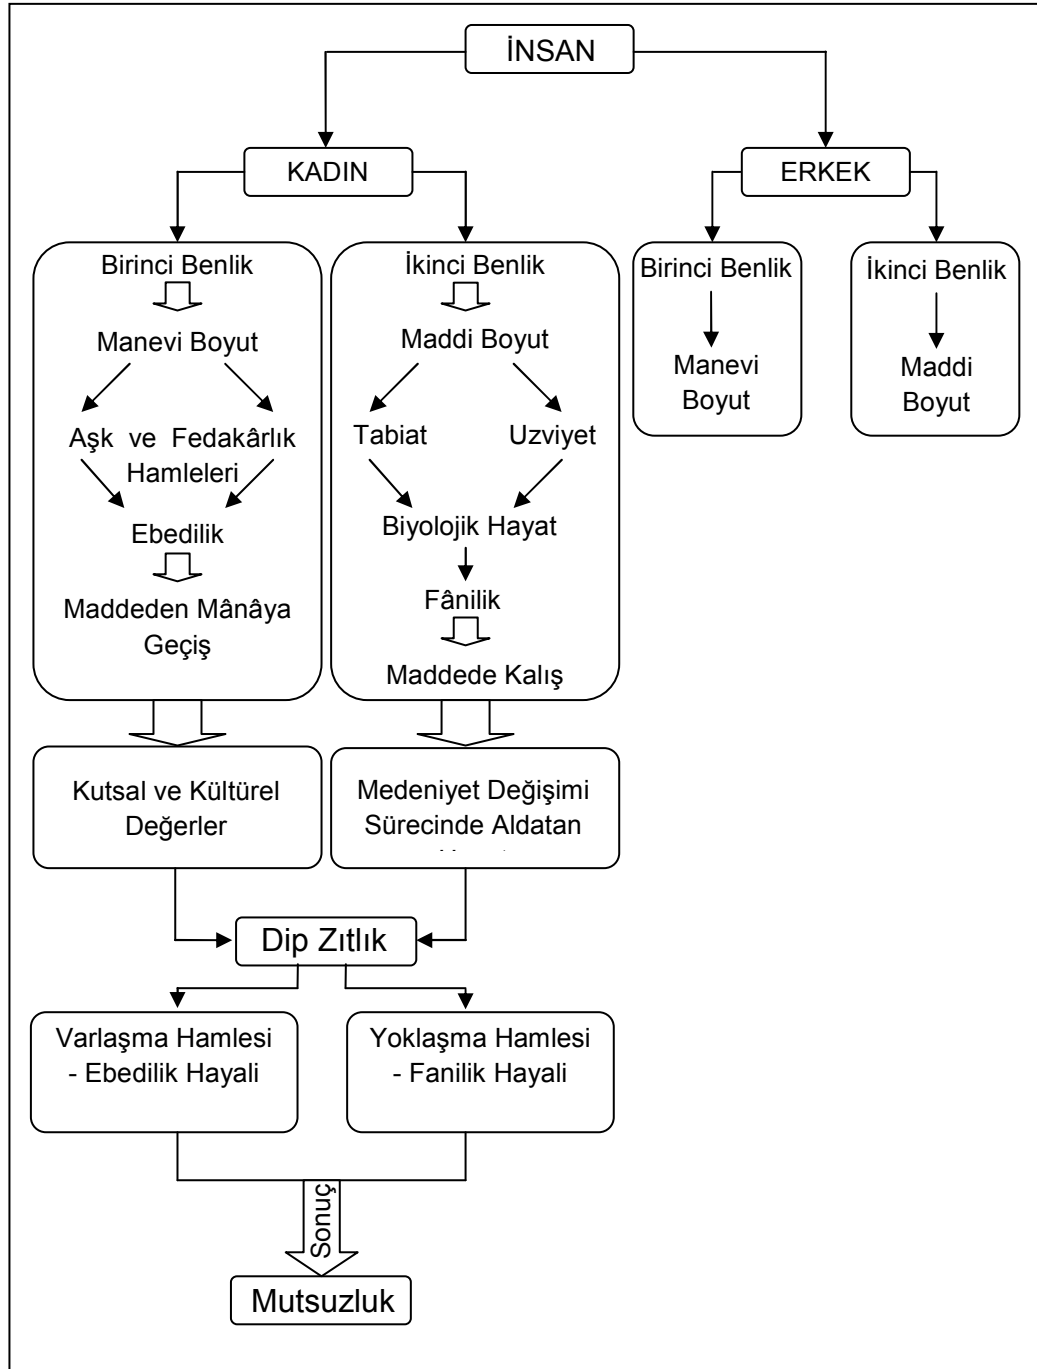 İNSAN
KADIN
ERKEK
Birinci Benlik
Manevi Boyut
Aşk ve Fedakârlık
Hamleleri
Ebedilik
Maddeden Mânâya
Geçiş
İkinci Benlik
Maddi Boyut
Tabiat Uzviyet
Biyolojik Hayat
Fânilik
Maddede Kalış
Birinci Benlik
Manevi
Boyut
İkinci Benlik
Maddi
Boyut
Kutsal ve Kültürel
Değerler
Medeniyet Değişimi
Sürecinde Aldatan
Dip Zıtlık
Varlaşma Hamlesi
- Ebedilik Hayali
Yoklaşma Hamlesi
- Fanilik Hayali
Sonuç
Mutsuzluk